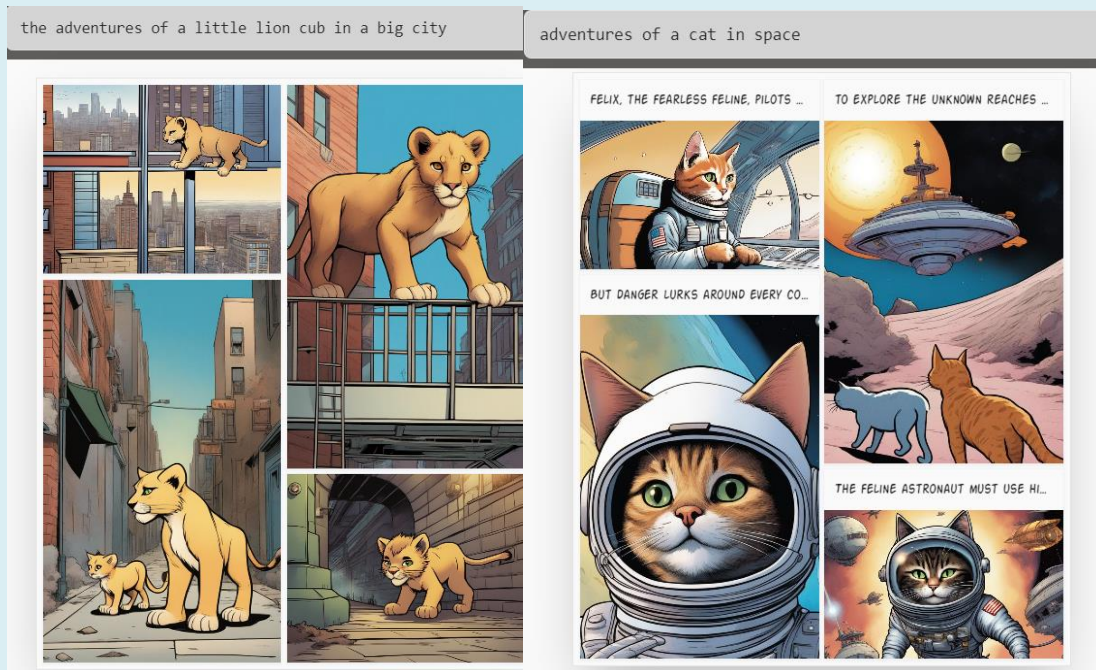 the adventures of a little lion cub in a big city
adventures of a cat in space
FELIX, THE FEARLESS FELINE, PILOTS ...
TO EXPLORE THE UNKNOWN REACHES ...
BUT DANGER LURKS AROUND EVERY CO...
THE FELINE ASTRONAUT MUST USE HI...